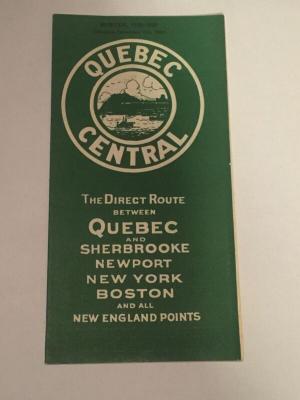 QUEBEC
CENTRAL
THE DIRECT ROUTE
BETWEEN
QUEBEC
AND
SHERBROOKE
NEWPORT
NEW YORK
BOSTON
AND ALL
NEW ENGLAND POINTS